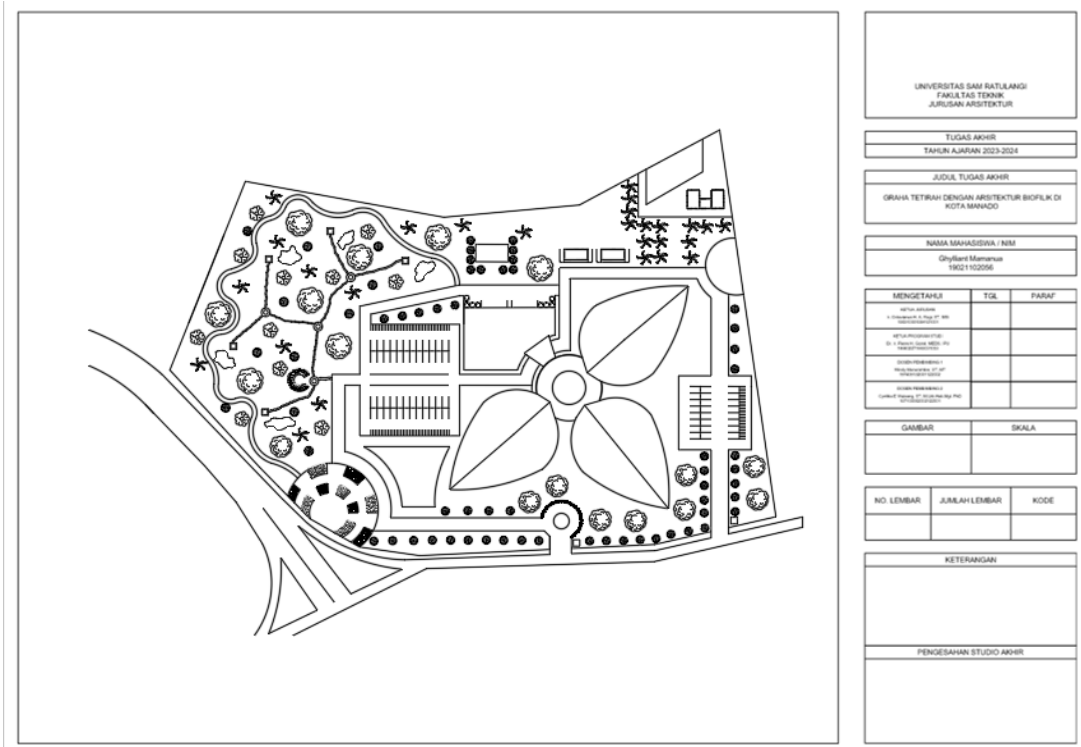 UNIVERSITAS SAM RATULANGI
FAKULTAS TEKNIK
JURUSAN ARSITEKTUR
TUGAS AKHIR
TAHUN AJARAN 2023-2024
JUDUL TUGAS AKHIR
GRAHA TETIRAH DENGAN ARSITEKTUR BIOFILIK DI
KOTA MANADO
NAMA MAHASISWA / NIM
Ghylliard Mamanua
19021102056
MENGETAHUI TGL PARAF
KETUA JURUSAN
KETUA PROGRAM STUDI
DOSEN PEMBIMBING I
DOSEN PEMBIMBING II
GAMBAR SKALA
NO. LEMBAR JUMLAH LEMBAR KODE
KETERANGAN
PENGESAHAN STUDIO AKHIR